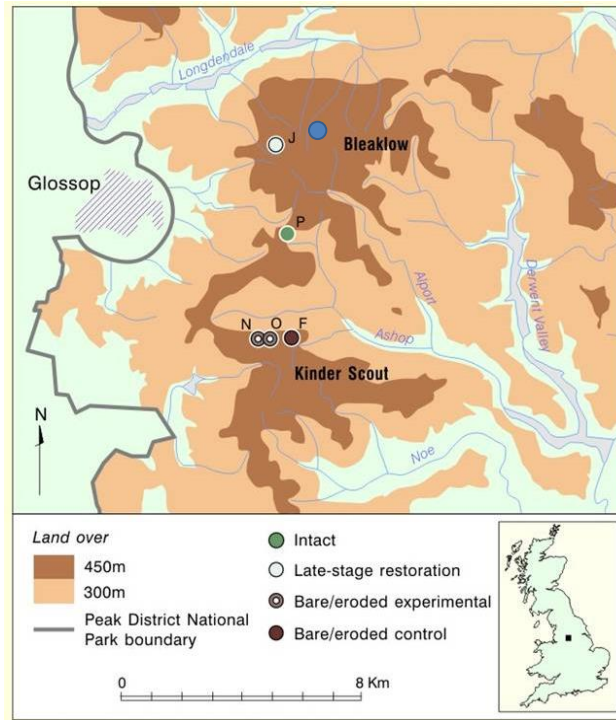 Longdendale
J
Bleaklow
Glossop
P
Alport
Derwent Valley
N O F
Ashop
Kinder Scout
N
Noe
Land over
450m
300m
Peak District National
Park boundary
Intact
Late-stage restoration
Bare/eroded experimental
Bare/eroded control
0 8 Km